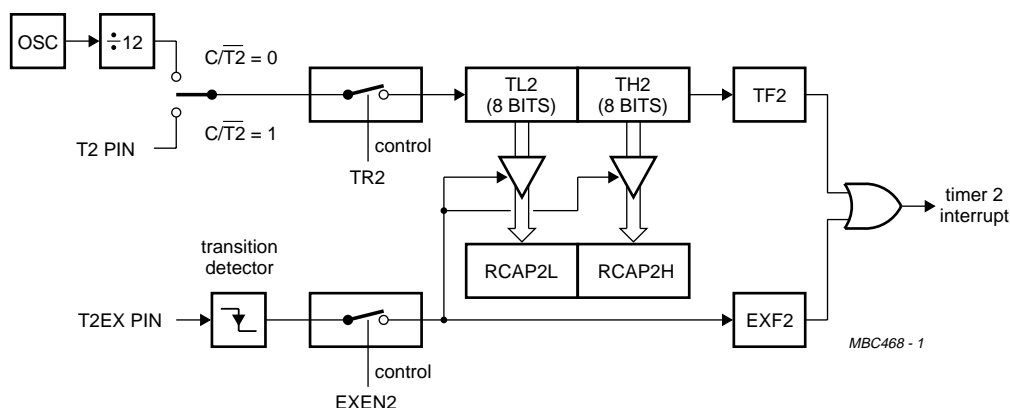 OSC
÷12
C/T2 = 0
C/T2 = 1
T2 PIN
control
TR2
TL2
(8 BITS)
TH2
(8 BITS)
TF2
timer 2
interrupt
transition
detector
RCAP2L
RCAP2H
T2EX PIN
EXF2
MBC468 - 1
control
EXEN2